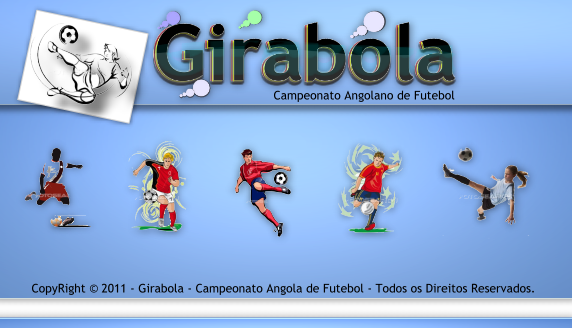 Girabola
Campeonato Angolano de Futebol
CopyRight © 2011 - Girabola - Campeonato Angola de Futebol - Todos os Direitos Reservados.